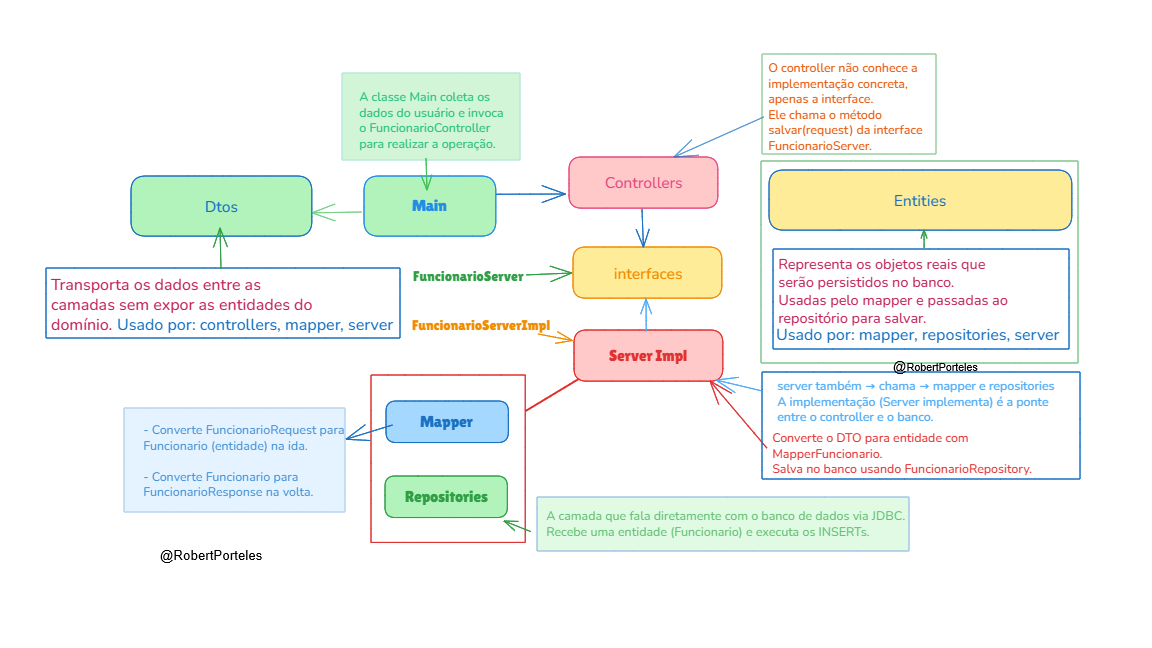 O controller não conhece a
implementação concreta,
apenas a interface.
Ele chama o método
salvar(request) da interface
FuncionarioServer.
A classe Main coleta os
dados do usuário e invoca
o FuncionarioController
para realizar a operação.
Controllers
Entities
Dtos
Main
Representa os objetos reais que
serão persistidos no banco.
Usadas pelo mapper e passadas ao
repositório para salvar.
Usado por: mapper, repositories, server
FuncionarioServer
interfaces
Transporta os dados entre as
camadas sem expor as entidades do
domínio. Usado por: controllers, mapper, server
FuncionarioServerImpl
Server Impl
@RobertPorteles
server também → chama → mapper e repositories
A implementação (Server implementa) é a ponte
entre o controller e o banco.
Converte o DTO para entidade com
MapperFuncionario.
Salva no banco usando FuncionarioRepository.
Mapper
- Converte FuncionarioRequest para
Funcionario (entidade) na ida.
- Converte Funcionario para
FuncionarioResponse na volta.
Repositories
A camada que fala diretamente com o banco de dados via JDBC.
Recebe uma entidade (Funcionario) e executa os INSERTs.
@RobertPorteles